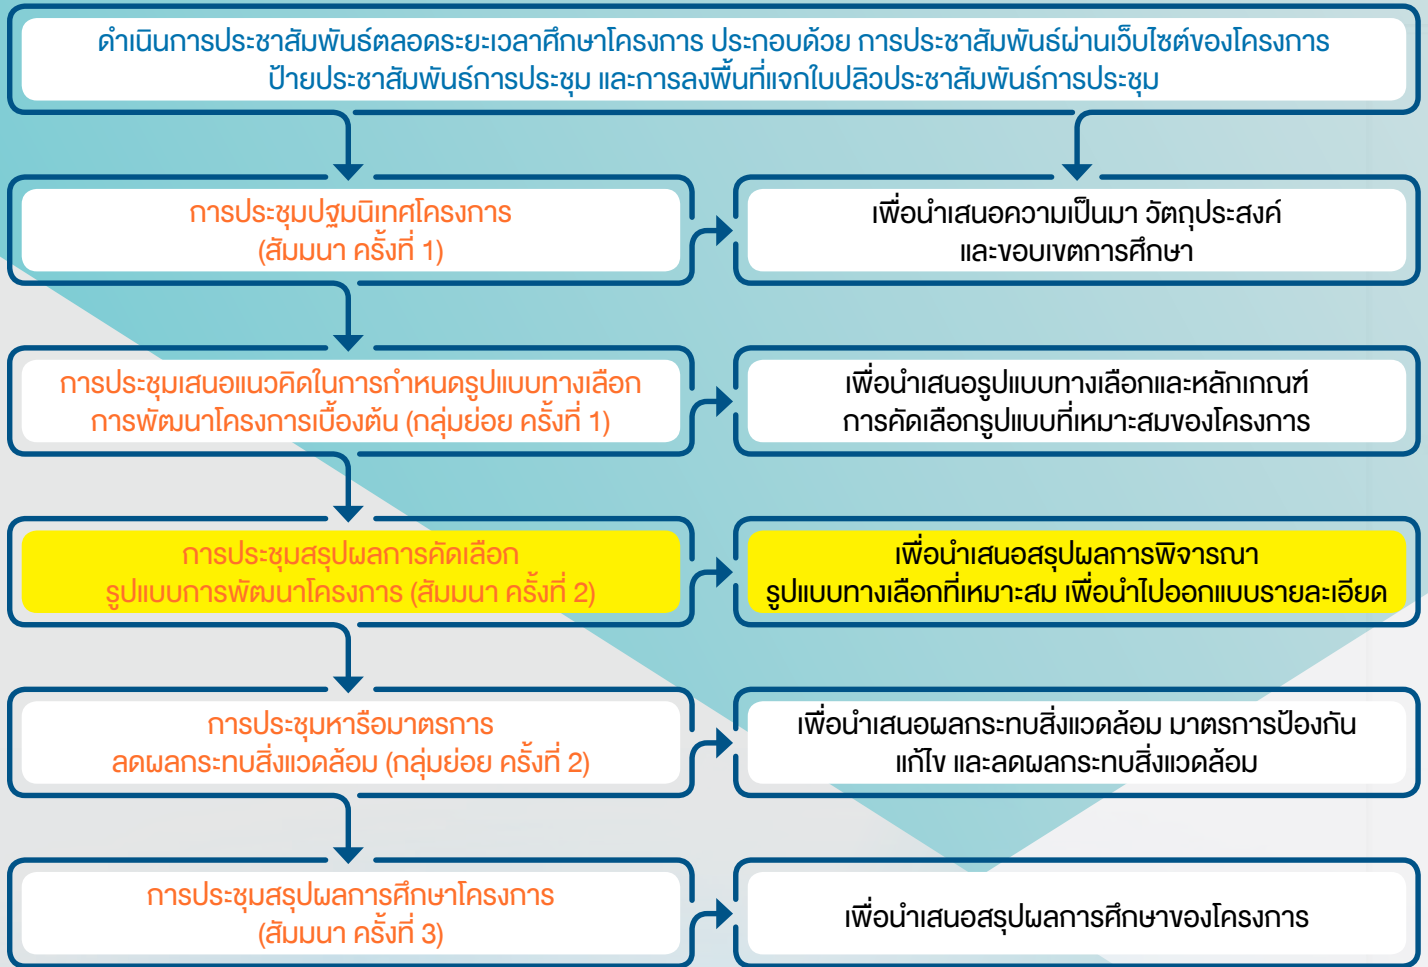 ดำเนินการประชาสัมพันธ์ตลอดระยะเวลาศึกษาโครงการ ประกอบด้วย การประชาสัมพันธ์ผ่านเว็บไซต์ของโครงการ
ป้ายประชาสัมพันธ์การประชุม และการลงพื้นที่แจกใบปลิวประชาสัมพันธ์การประชุม
การประชุมปฐมนิเทศโครงการ
(สัมมนา ครั้งที่ 1)
เพื่อนำเสนอความเป็นมา วัตถุประสงค์
และขอบเขตการศึกษา
การประชุมเสนอแนวคิดในการกำหนดรูปแบบทางเลือก
การพัฒนาโครงการเบื้องต้น (กลุ่มย่อย ครั้งที่ 1)
เพื่อนำเสนอรูปแบบทางเลือกและหลักเกณฑ์
การคัดเลือกรูปแบบที่เหมาะสมของโครงการ
การประชุมสรุปผลการคัดเลือก
รูปแบบการพัฒนาโครงการ (สัมมนา ครั้งที่ 2)
เพื่อนำเสนอสรุปผลการพิจารณา
รูปแบบทางเลือกที่เหมาะสม เพื่อนำไปออกแบบรายละเอียด
การประชุมหารือมาตรการ
ลดผลกระทบสิ่งแวดล้อม (กลุ่มย่อย ครั้งที่ 2)
เพื่อนำเสนอผลกระทบสิ่งแวดล้อม มาตรการป้องกัน
แก้ไข และลดผลกระทบสิ่งแวดล้อม
การประชุมสรุปผลการศึกษาโครงการ
(สัมมนา ครั้งที่ 3)
เพื่อนำเสนอสรุปผลการศึกษาของโครงการ